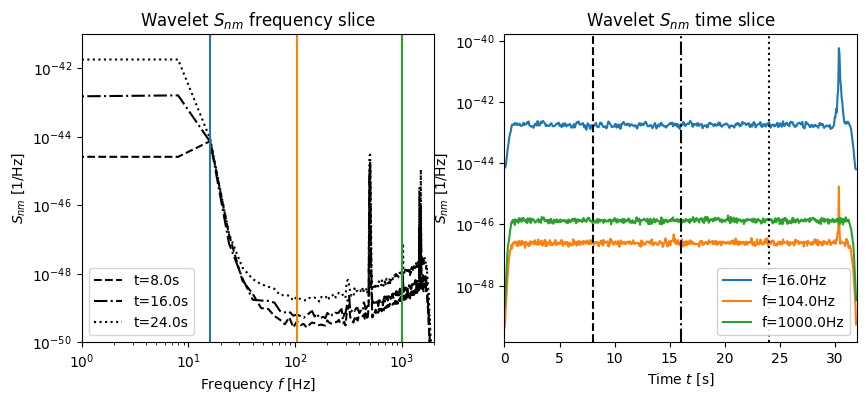 Wavelet $S_{nm}$ frequency slice
$S_{nm}$ [1/Hz]
$10^{-42}$
$10^{-44}$
$10^{-46}$
$10^{-48}$
$10^{-50}$
t=8.0s
t=16.0s
t=24.0s
$10^{0}$ $10^{1}$ $10^{2}$ $10^{3}$
Frequency $f$ [Hz]
Wavelet $S_{nm}$ time slice
$S_{nm}$ [1/Hz]
$10^{-40}$
$10^{-42}$
$10^{-44}$
$10^{-46}$
$10^{-48}$
f=16.0Hz
f=104.0Hz
f=1000.0Hz
0 5 10 15 20 25 30
Time $t$ [s]